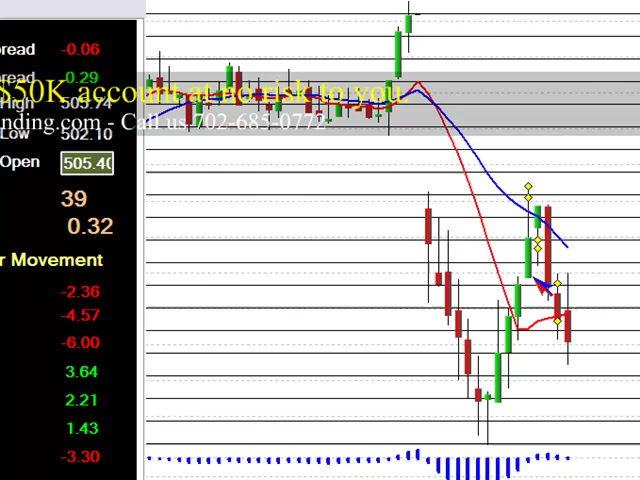 read -0.06
read 0.29
$50K account at no risk to you.
High 505.74
nding.com - Call us 702-685-0772
Low 502.10
Open 505.40
39
0.32
r Movement
-2.36
-4.57
-6.00
3.64
2.21
1.43
-3.30